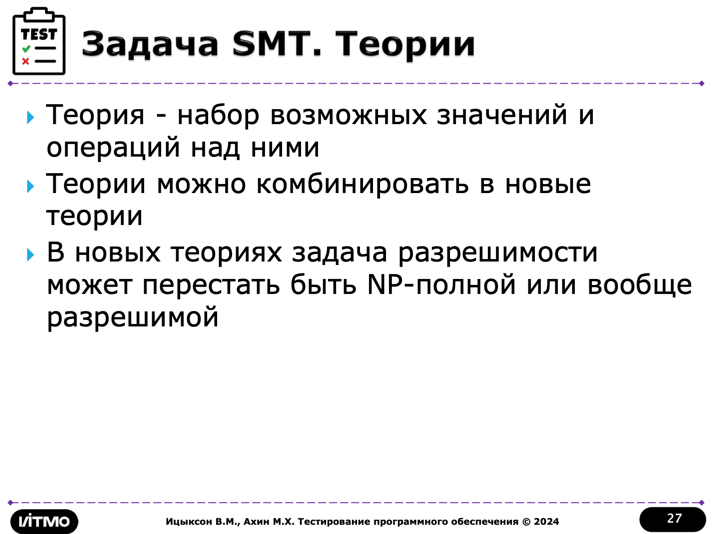 TEST
Задача SMT. Теории
Теория - набор возможных значений и
операций над ними
Теории можно комбинировать в новые
теории
В новых теориях задача разрешимости
может перестать быть NP-полной или вообще
разрешимой
ИТМО
Ицыксон В.М., Ахин М.Х. Тестирование программного обеспечения © 2024
27